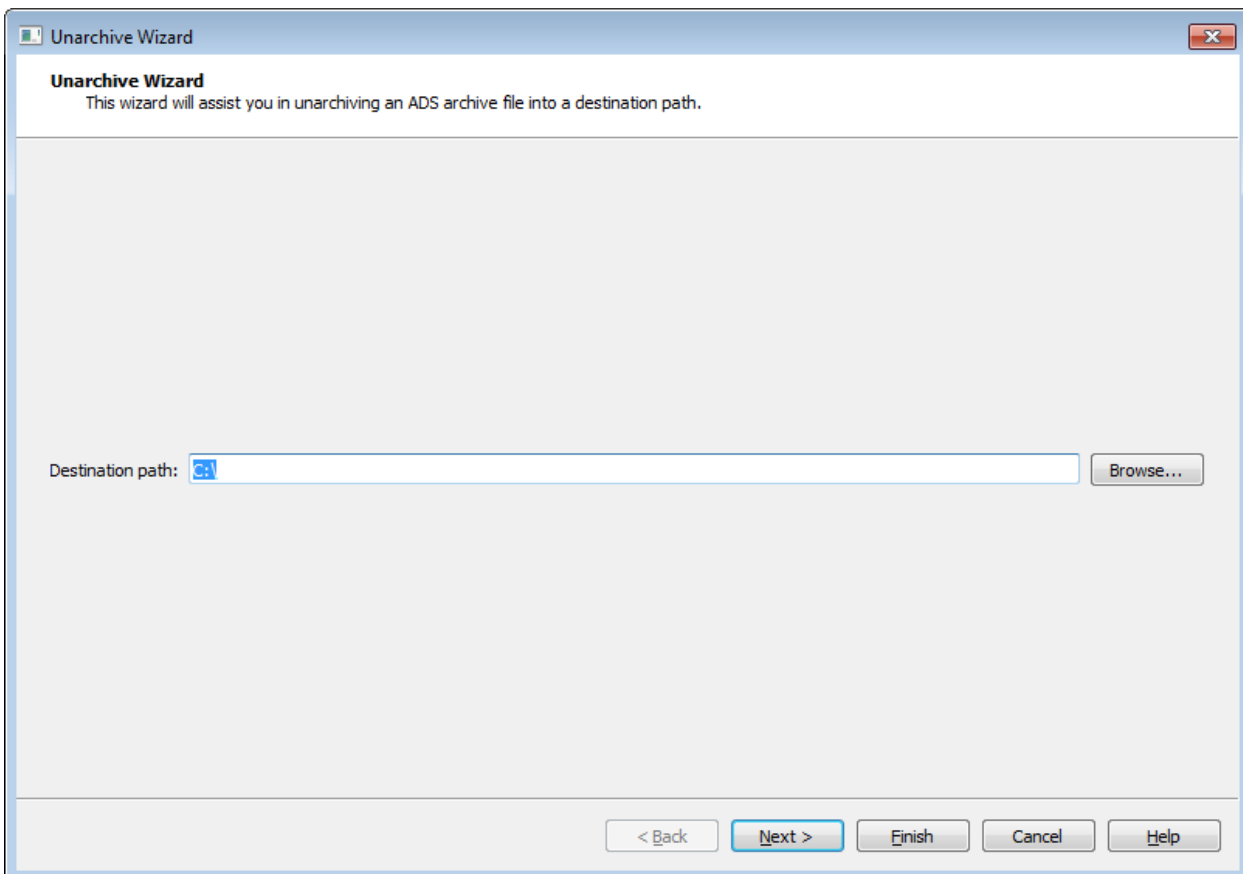 Unarchive Wizard
Unarchive Wizard
This wizard will assist you in unarchiving an ADS archive file into a destination path.
Destination path: C:\ Browse...
< Back Next > Finish Cancel Help